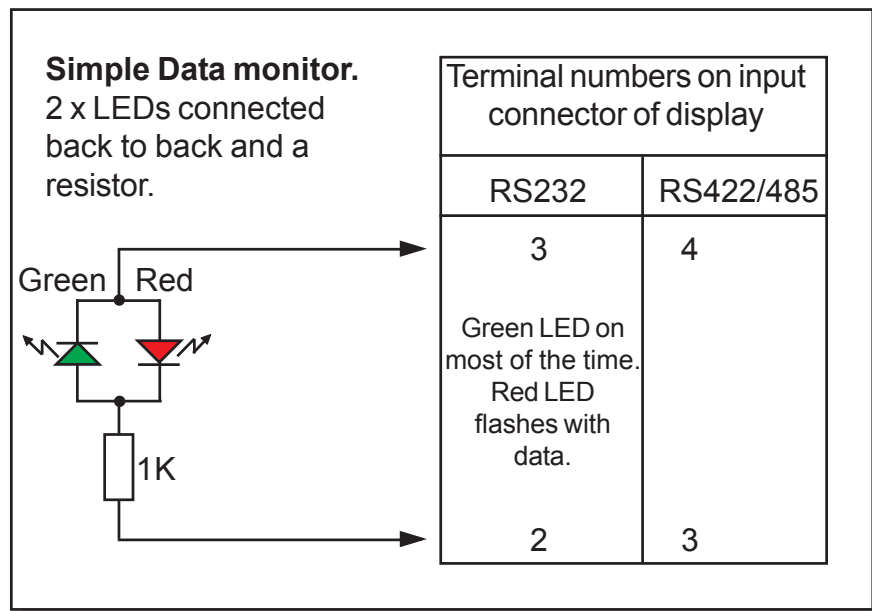 Simple Data monitor.
2 x LEDs connected
back to back and a
resistor.
Green Red
1K
Terminal numbers on input
connector of display
RS232 RS422/485
3 4
Green LED on
most of the time.
Red LED
flashes with
data.
2 3